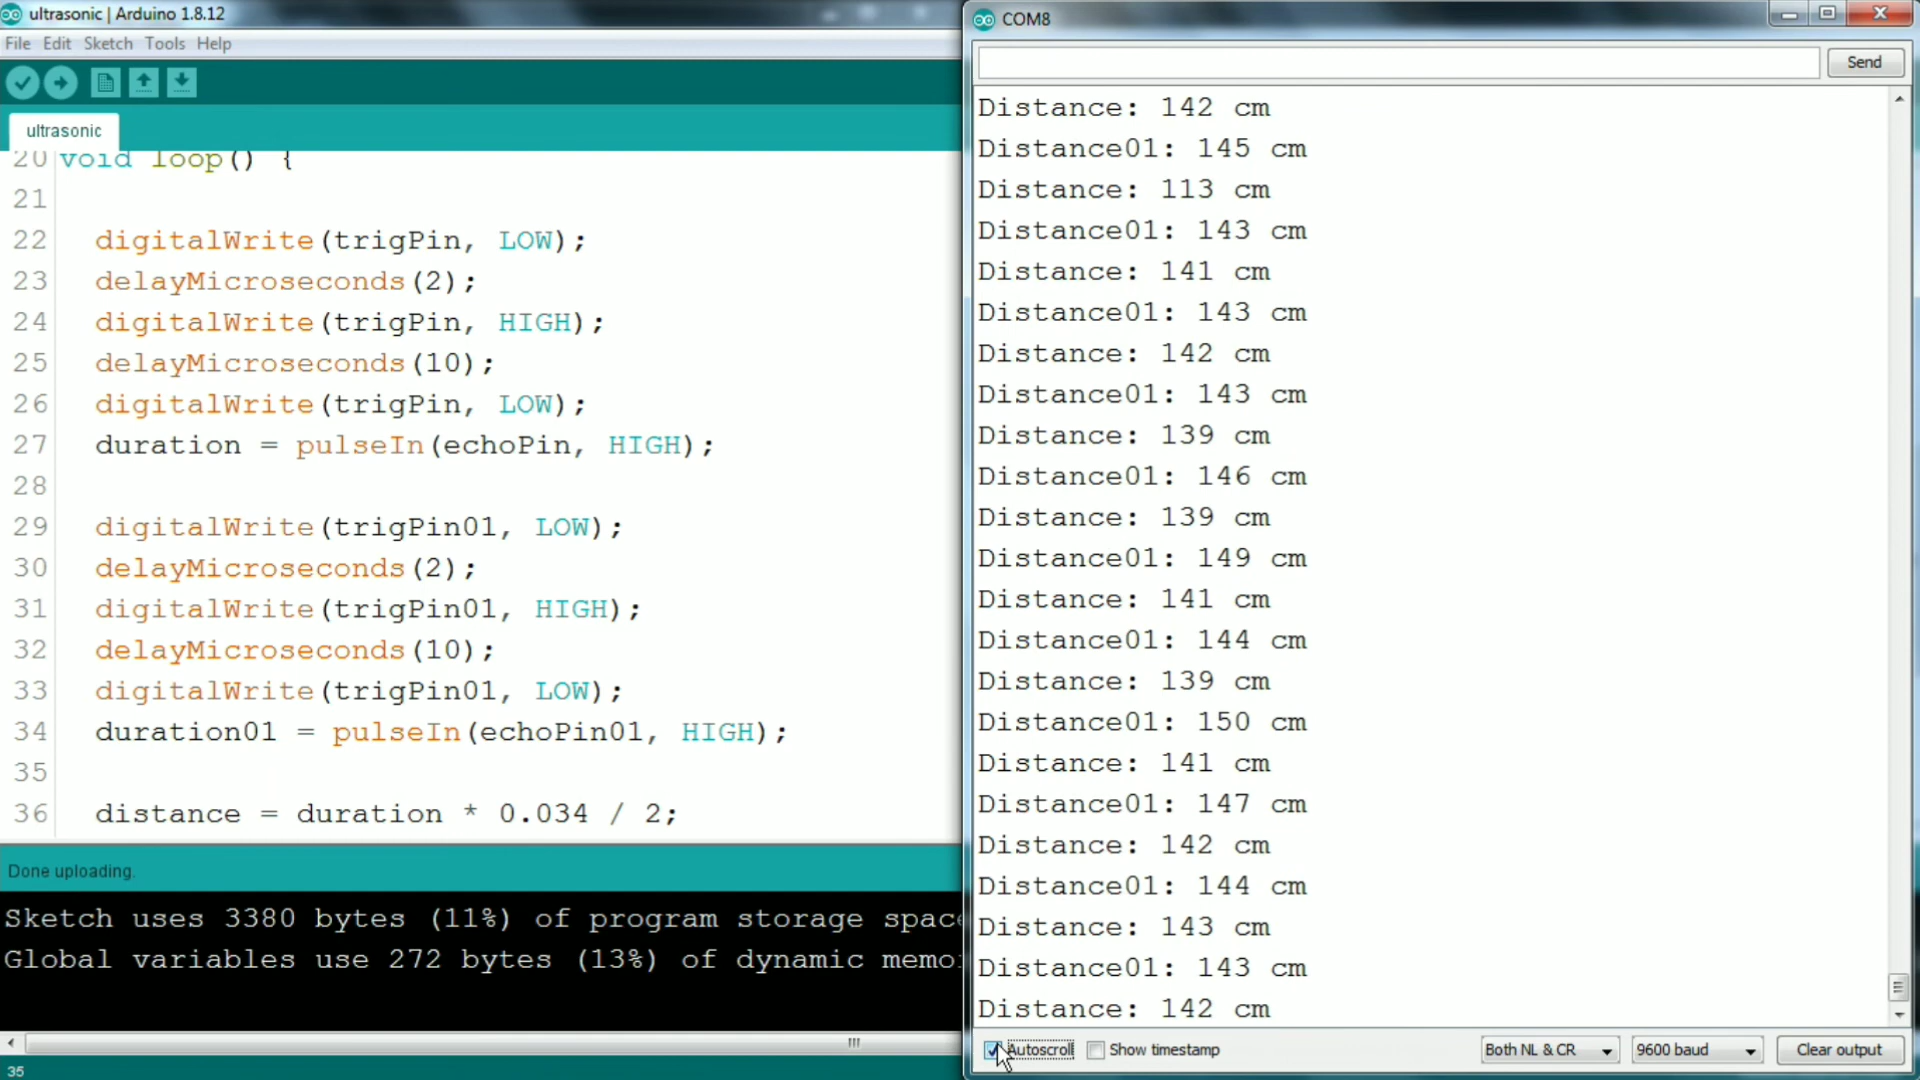 ultrasonic | Arduino 1.8.12
File Edit Sketch Tools Help
ultrasonic
20 void loop() {
21
22 digitalWrite(trigPin, LOW);
23 delayMicroseconds(2);
24 digitalWrite(trigPin, HIGH);
25 delayMicroseconds(10);
26 digitalWrite(trigPin, LOW);
27 duration = pulseIn(echoPin, HIGH);
28
29 digitalWrite(trigPin01, LOW);
30 delayMicroseconds(2);
31 digitalWrite(trigPin01, HIGH);
32 delayMicroseconds(10);
33 digitalWrite(trigPin01, LOW);
34 duration01 = pulseIn(echoPin01, HIGH);
35
36 distance = duration * 0.034 / 2;
Done uploading.
Sketch uses 3380 bytes (11%) of program storage space
Global variables use 272 bytes (13%) of dynamic memo
35
COM8
Send
Distance: 142 cm
Distance01: 145 cm
Distance: 113 cm
Distance01: 143 cm
Distance: 141 cm
Distance01: 143 cm
Distance: 142 cm
Distance01: 143 cm
Distance: 139 cm
Distance01: 146 cm
Distance: 139 cm
Distance01: 149 cm
Distance: 141 cm
Distance01: 144 cm
Distance: 139 cm
Distance01: 150 cm
Distance: 141 cm
Distance01: 147 cm
Distance: 142 cm
Distance01: 144 cm
Distance: 143 cm
Distance01: 143 cm
Distance: 142 cm
Autoscroll Show timestamp Both NL & CR 9600 baud Clear output